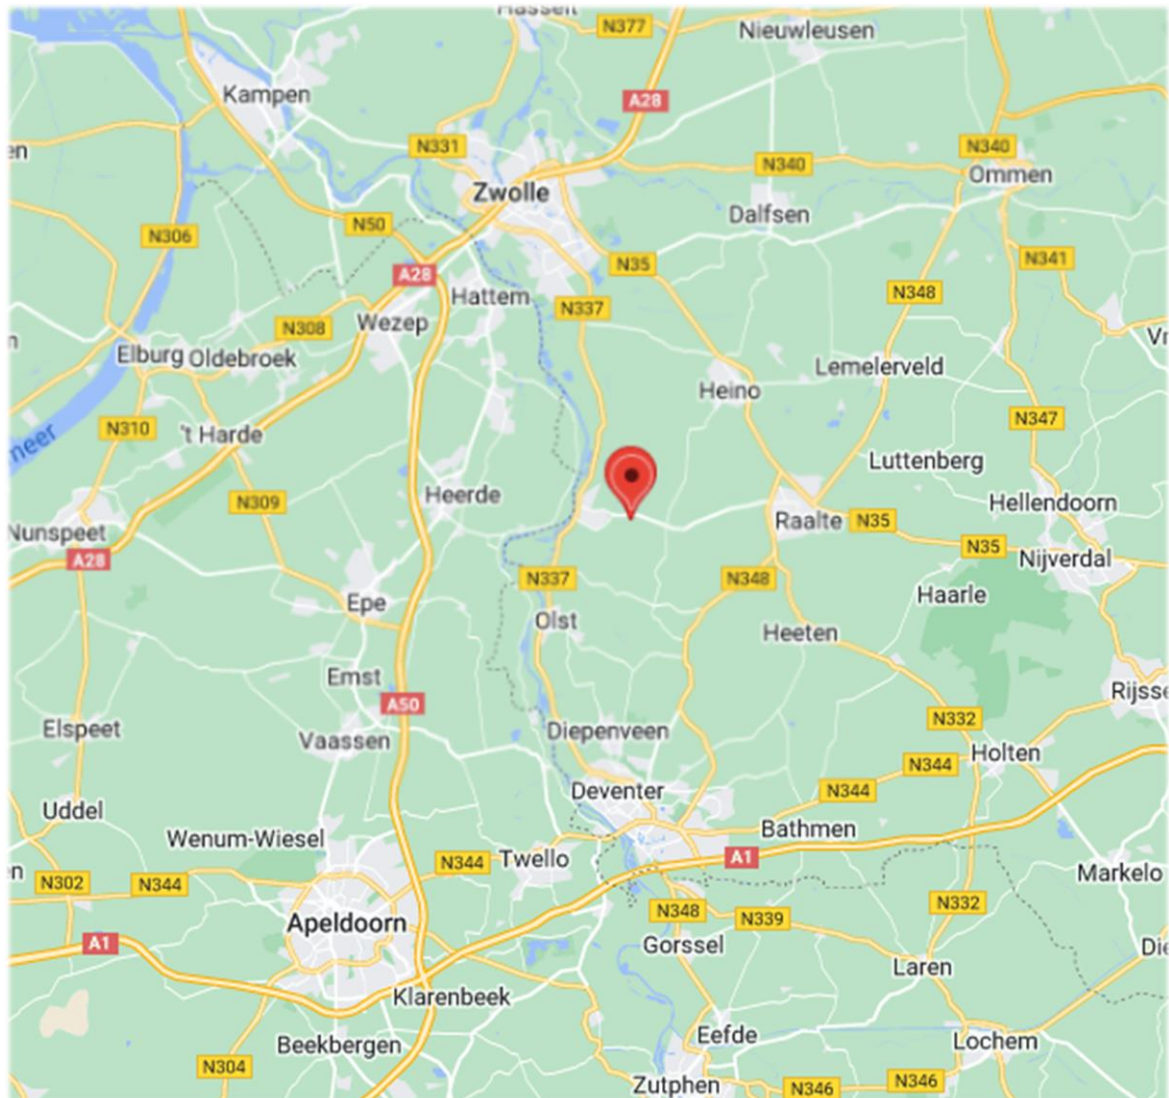 Hasselt
N377
Nieuwleusen
Kampen
A28
N331
N340
N340
en
Zwolle
Ommen
Dalfsen
N50
N306
N35
N341
A28
Hattem
N348
N337
N308
Wezep
Elburg
Oldebroek
Vr
Lemelerveld
Heino
N310
't Harde
N347
meer
Luttenberg
Heerde
N309
Hellendoorn
Raalte
N35
Nunspeet
N35
A28
Nijverdal
N337
N348
Haarle
Epe
Olst
Heeten
Emst
Rijsse
A50
N332
Elspeet
Diepenveen
Vaassen
Holten
N344
Deventer
N344
Uddel
Wenum-Wiesel
Bathmen
Twello
A1
N344
en
N302
N344
Markelo
N332
N348
N339
Apeldoorn
A1
Gorssel
Die
Laren
Klarenbeek
Eefde
Beekbergen
Lochem
N304
Zutphen
N346
N346